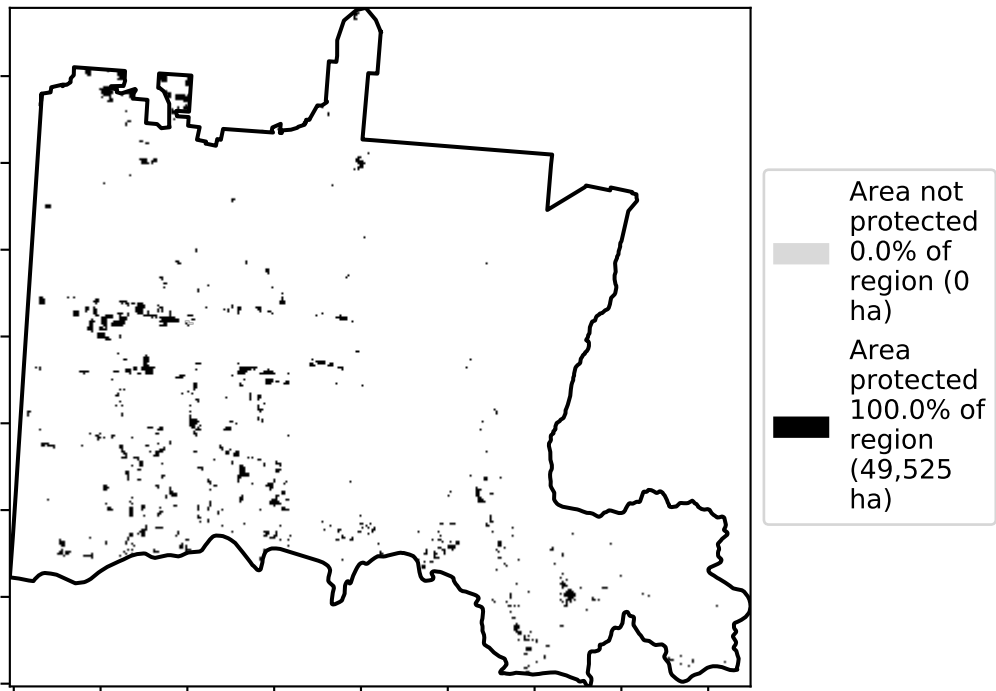 Area not
protected
0.0% of
region (0
ha)
Area
protected
100.0% of
region
(49,525
ha)